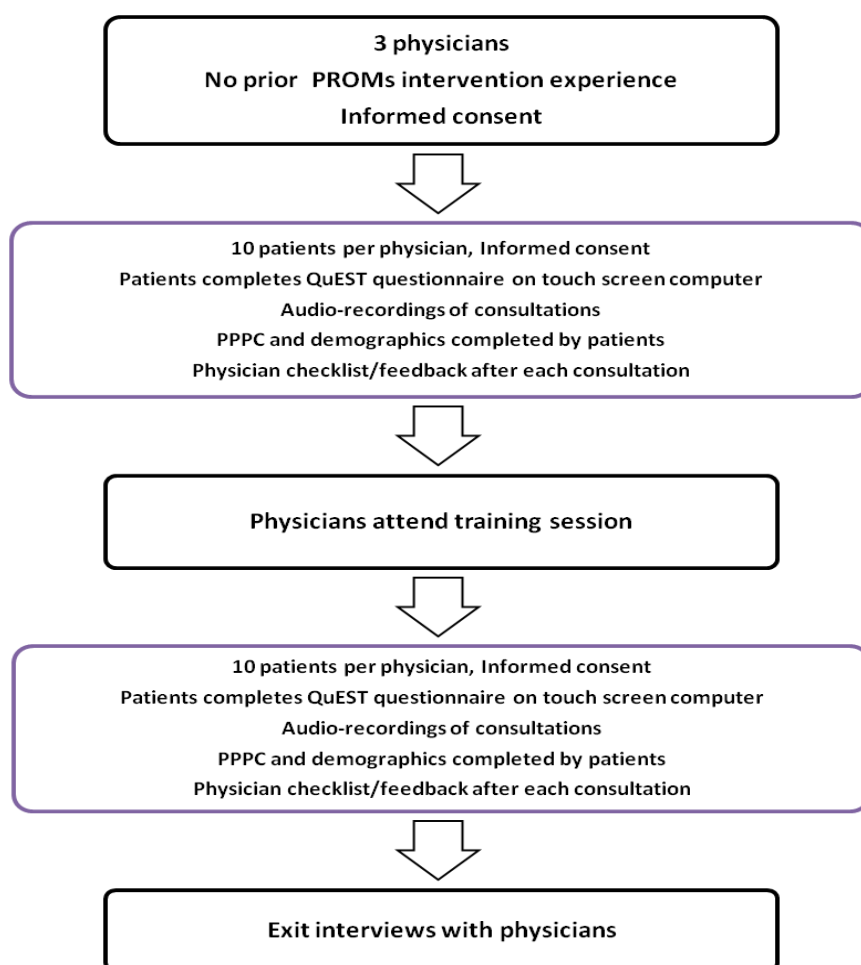 3 physicians
No prior PROMs intervention experience
Informed consent
10 patients per physician, Informed consent
Patients completes QuEST questionnaire on touch screen computer
Audio-recordings of consultations
PPPC and demographics completed by patients
Physician checklist/feedback after each consultation
Physicians attend training session
10 patients per physician, Informed consent
Patients completes QuEST questionnaire on touch screen computer
Audio-recordings of consultations
PPPC and demographics completed by patients
Physician checklist/feedback after each consultation
Exit interviews with physicians